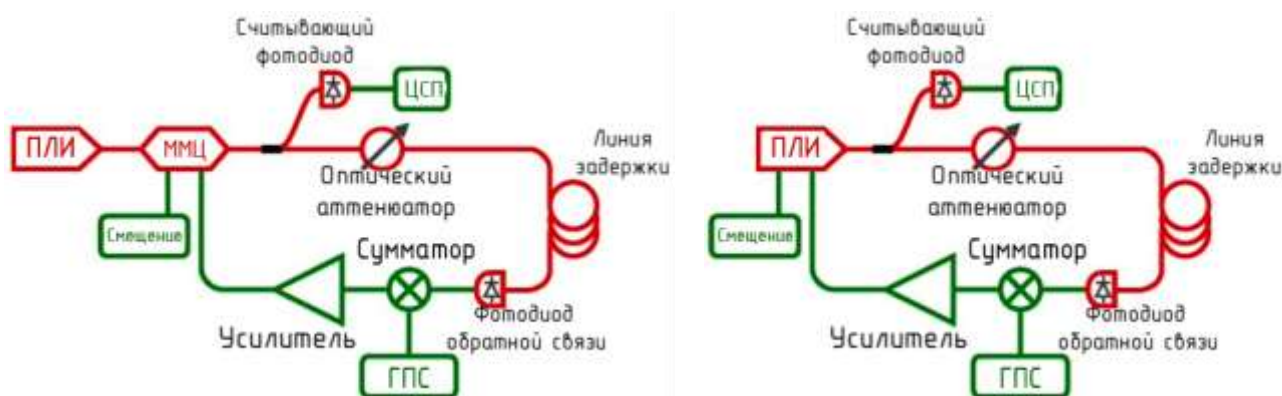 Считывающий
фотодиод
ЦСП
ПЛИ
ММЦ
Линия
задержки
Оптический
аттенюатор
Смещение
Сумматор
Усилитель
Фотодиод
обратной связи
ГПС
Считывающий
фотодиод
ЦСП
ПЛИ
Линия
задержки
Оптический
аттенюатор
Смещение
Сумматор
Усилитель
Фотодиод
обратной связи
ГПС